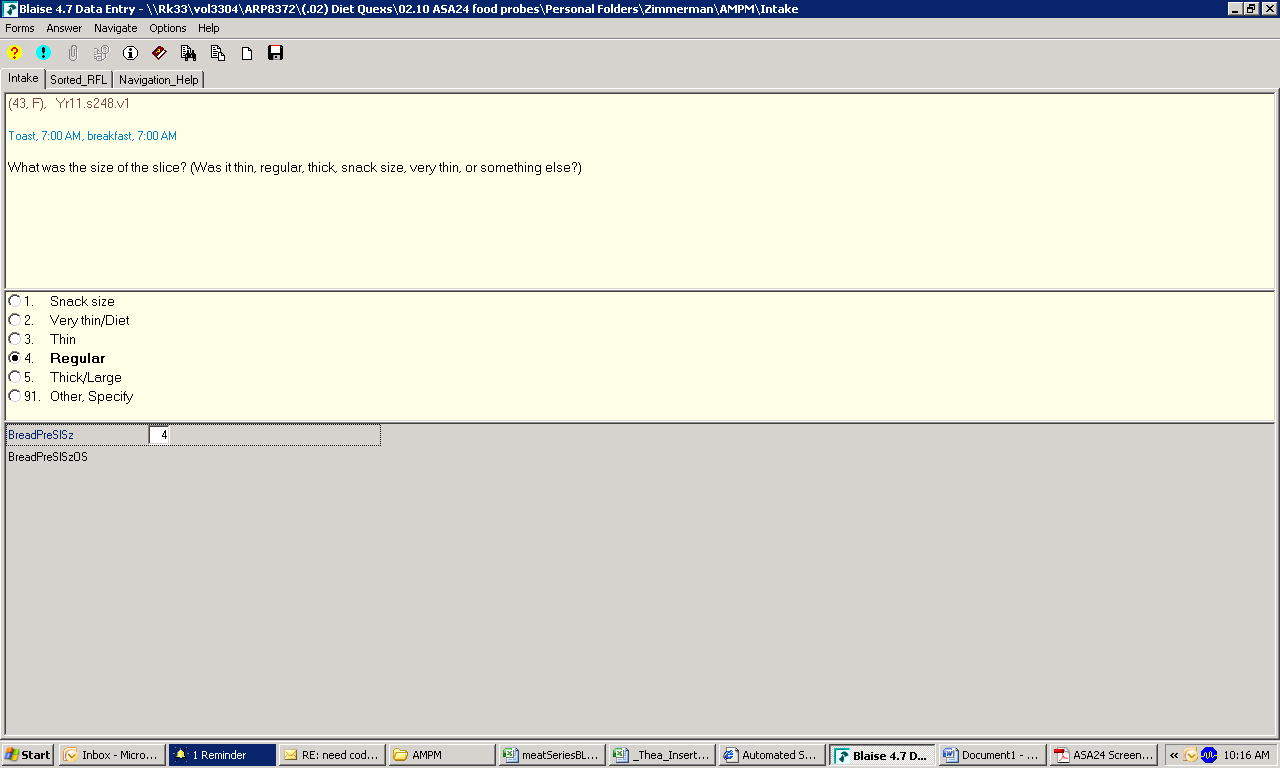 Blaise 4.7 Data Entry - \\Rk33\vol3304\ARP8372\(.02) Diet Quexs\02.10 ASA24 food probes\Personal Folders\Zimmerman\AMPM\Intake
Forms Answer Navigate Options Help
Intake Sorted_RFL Navigation_Help
(43, F), Yr11.s248.v1
Toast, 7:00 AM, breakfast, 7:00 AM
What was the size of the slice? (Was it thin, regular, thick, snack size, very thin, or something else?)
1. Snack size
2. Very thin/Diet
3. Thin
4. Regular
5. Thick/Large
91. Other, Specify
BreadPreSlSz 4
BreadPreSlSzOS
Start Inbox - Micro... 1 Reminder RE: need cod... AMPM meatSeriesBL... _Thea_Insert... Automated S... Blaise 4.7 D... Document1 - ... ASA24 Screen... « 10:16 AM